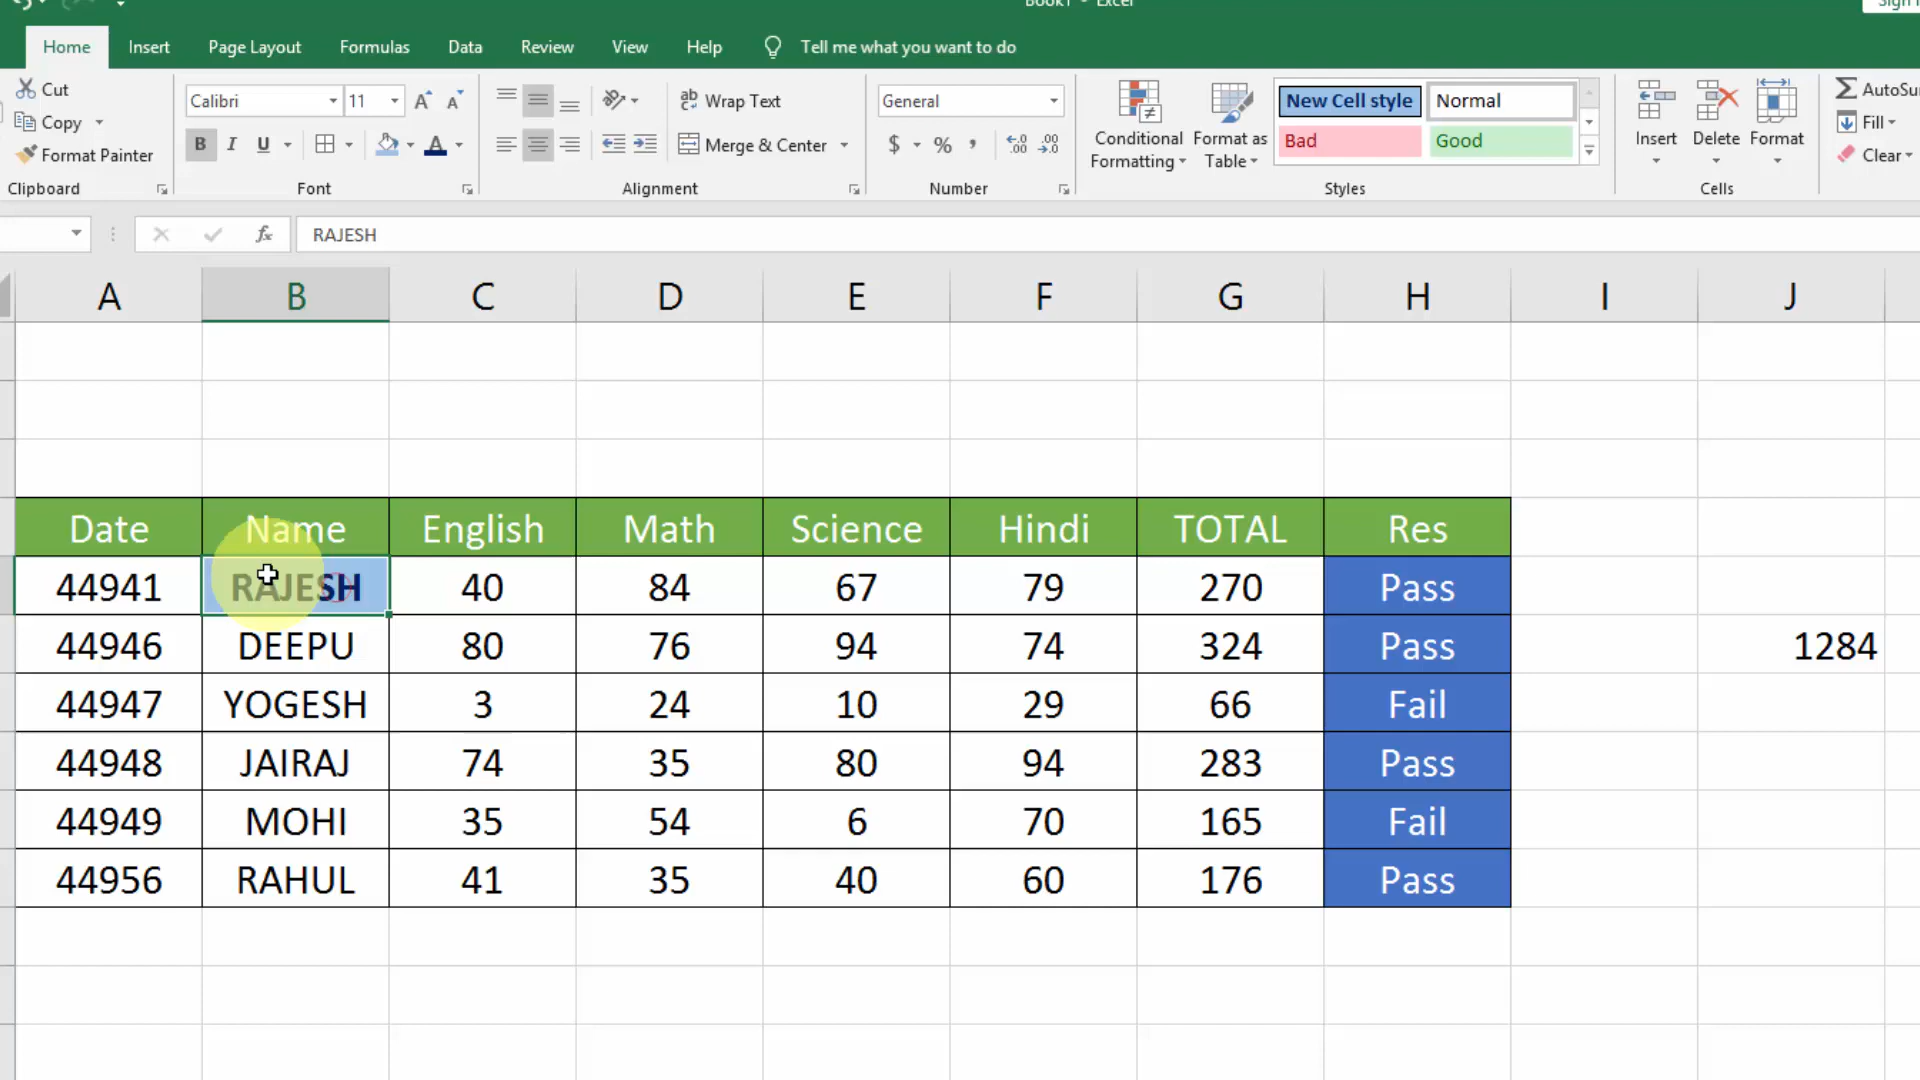 Book1 - Excel
Home Insert Page Layout Formulas Data Review View Help Tell me what you want to do
Cut
Copy
Format Painter
Clipboard
Calibri 11
B I U A
Font
ab Wrap Text
Merge & Center
Alignment
General
$ % ,
Number
Conditional Formatting
Format as Table
New Cell style Normal
Bad Good
Styles
Insert Delete Format
Cells
Fill
Clear
fx RAJESH
A B C D E F G H I J
Date Name English Math Science Hindi TOTAL Res
44941 RAJESH 40 84 67 79 270 Pass
44946 DEEPU 80 76 94 74 324 Pass 1284
44947 YOGESH 3 24 10 29 66 Fail
44948 JAIRAJ 74 35 80 94 283 Pass
44949 MOHI 35 54 6 70 165 Fail
44956 RAHUL 41 35 40 60 176 Pass